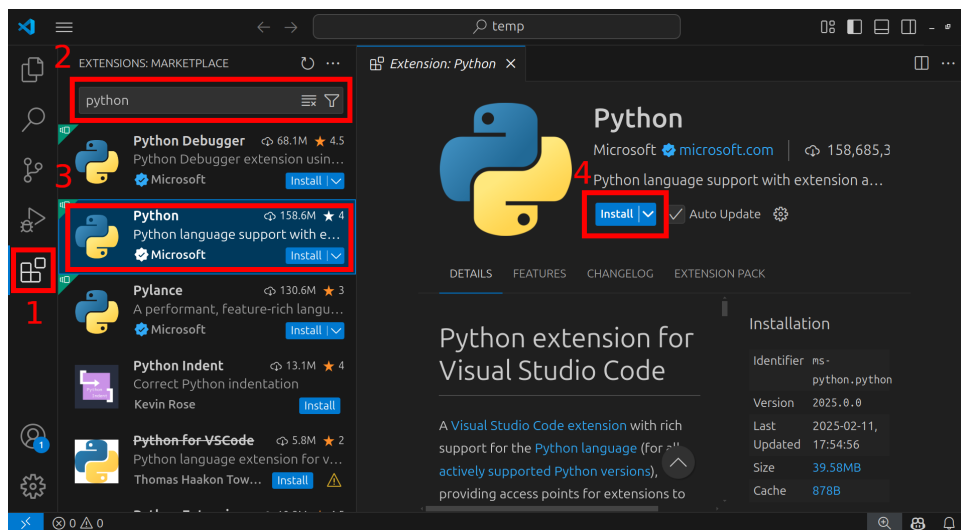 temp
2
EXTENSIONS: MARKETPLACE
python
Python Debugger 68.1M ★ 4.5
Python Debugger extension usin...
Microsoft Install
3
Python 158.6M ★ 4
Python language support with e...
Microsoft Install
1
Pylance 130.6M ★ 3
A performant, feature-rich langu...
Microsoft Install
Python Indent 13.1M ★ 4
Correct Python indentation
Kevin Rose Install
Python for VSCode 5.8M ★ 2
Python language extension for v...
Thomas Haakon Tow... Install
1
0 0
Extension: Python
Python
Microsoft microsoft.com 158,685,3
4
Python language support with extension a...
Install Auto Update
DETAILS FEATURES CHANGELOG EXTENSION PACK
Python extension for
Visual Studio Code
A Visual Studio Code extension with rich
support for the Python language (for all
actively supported Python versions),
providing access points for extensions to
Installation
Identifier ms-
python.python
Version 2025.0.0
Last 2025-02-11,
Updated 17:54:56
Size 39.58MB
Cache 878B